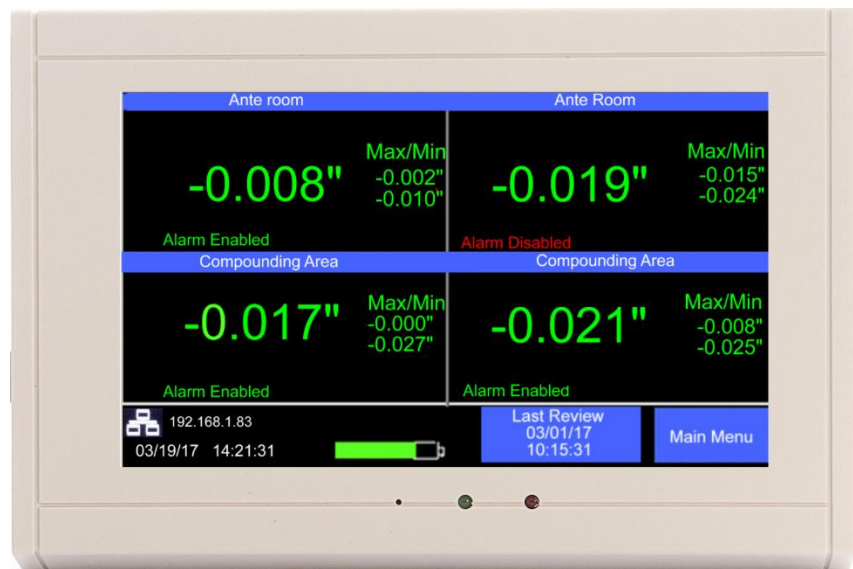 Ante room
-0.008"
Max/Min
-0.002"
-0.010"
Alarm Enabled
Ante Room
-0.019"
Max/Min
-0.015"
-0.024"
Alarm Disabled
Compounding Area
-0.017"
Max/Min
-0.000"
-0.027"
Alarm Enabled
Compounding Area
-0.021"
Max/Min
-0.008"
-0.025"
Alarm Enabled
192.168.1.83
03/19/17 14:21:31
Last Review
03/01/17
10:15:31
Main Menu